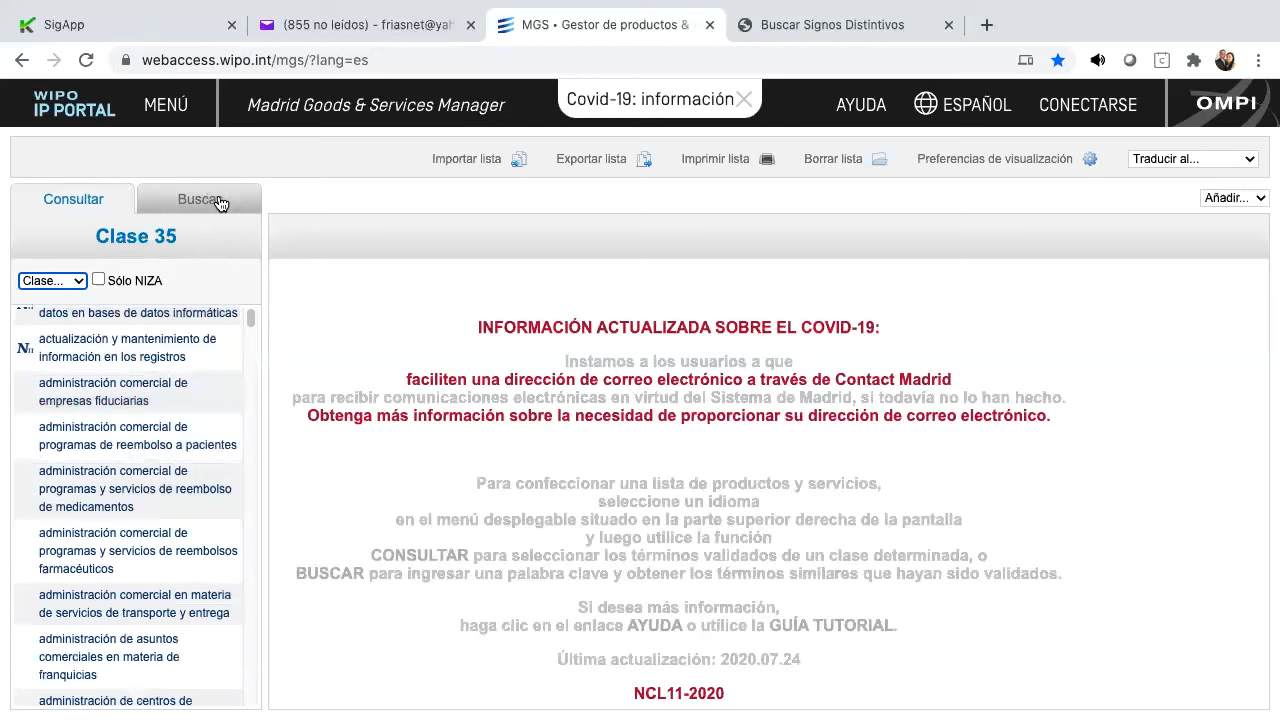 SigApp
(855 no leídos) - friasnet@yah
MGS • Gestor de productos &
Buscar Signos Distintivos
webaccess.wipo.int/mgs/?lang=es
WIPO
IP PORTAL
MENÚ
Madrid Goods & Services Manager
Covid-19: información
AYUDA
ESPAÑOL
CONECTARSE
OMPI
Importar lista
Exportar lista
Imprimir lista
Borrar lista
Preferencias de visualización
Traducir al...
Consultar
Buscar
Añadir...
Clase 35
Clase...
Sólo NIZA
datos en bases de datos informáticas
actualización y mantenimiento de
información en los registros
administración comercial de
empresas fiduciarias
administración comercial de
programas de reembolso a pacientes
administración comercial de
programas y servicios de reembolso
de medicamentos
administración comercial de
programas y servicios de reembolsos
farmacéuticos
administración comercial en materia
de servicios de transporte y entrega
administración de asuntos
comerciales en materia de
franquicias
administración de centros de
INFORMACIÓN ACTUALIZADA SOBRE EL COVID-19:
Instamos a los usuarios a que
faciliten una dirección de correo electrónico a través de Contact Madrid
para recibir comunicaciones electrónicas en virtud del Sistema de Madrid, si todavía no lo han hecho.
Obtenga más información sobre la necesidad de proporcionar su dirección de correo electrónico.
Para confeccionar una lista de productos y servicios,
seleccione un idioma
en el menú desplegable situado en la parte superior derecha de la pantalla
y luego utilice la función
CONSULTAR para seleccionar los términos validados de un clase determinada, o
BUSCAR para ingresar una palabra clave y obtener los términos similares que hayan sido validados.
Si desea más información,
haga clic en el enlace AYUDA o utilice la GUÍA TUTORIAL.
Última actualización: 2020.07.24
NCL11-2020